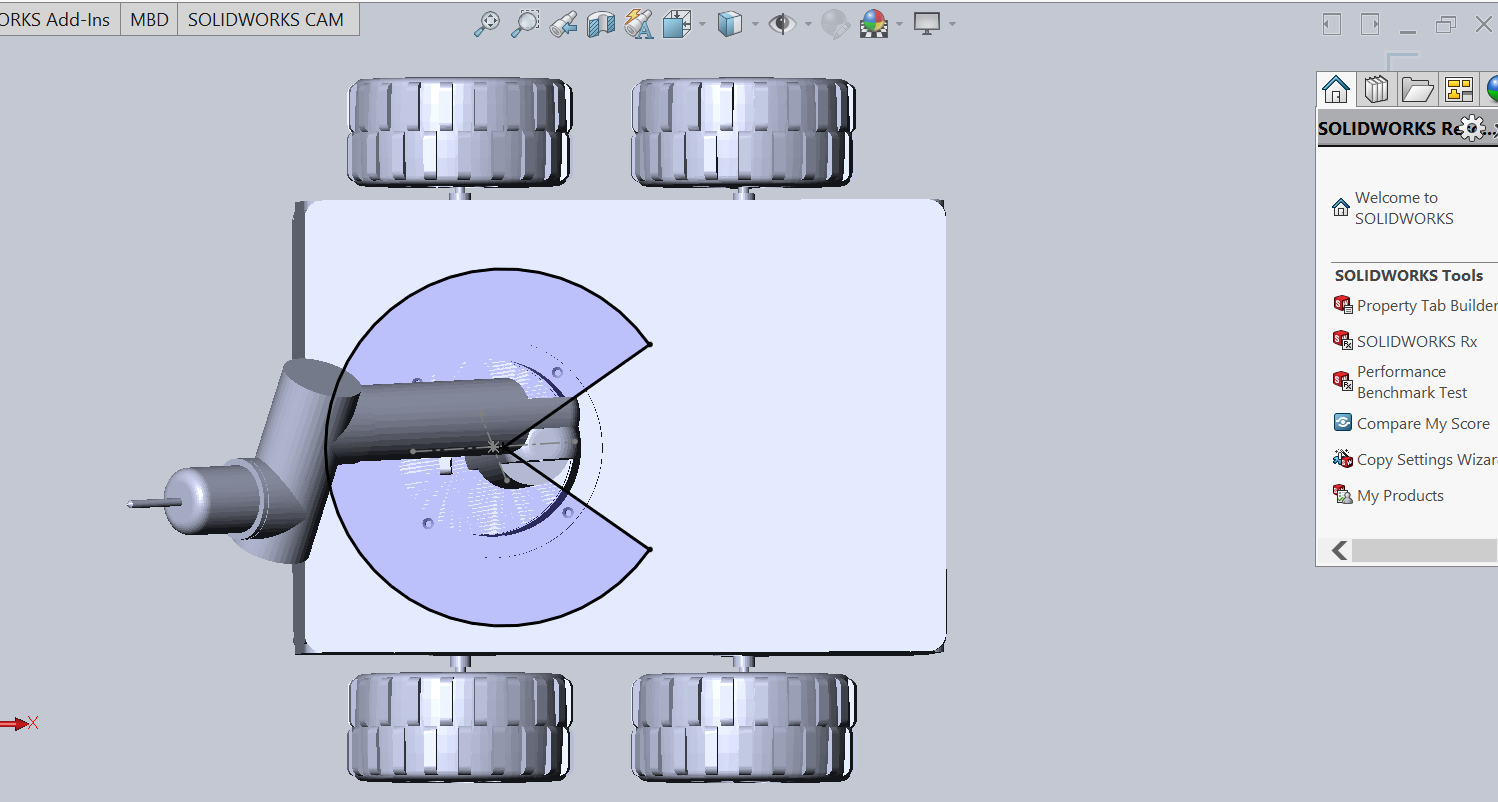 ORKS Add-Ins MBD SOLIDWORKS CAM
SOLIDWORKS Re...
Welcome to
SOLIDWORKS
SOLIDWORKS Tools
Property Tab Builder
SOLIDWORKS Rx
Performance
Benchmark Test
Compare My Score
Copy Settings Wizar
My Products
X